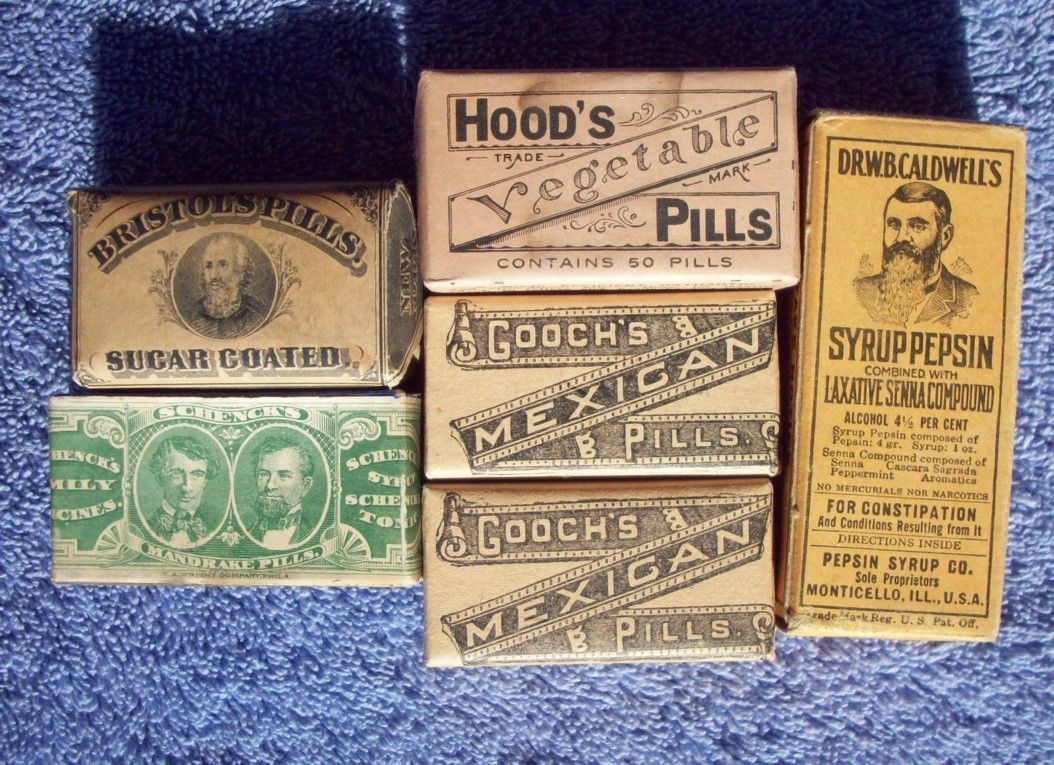 BRISTOL'S PILLS!
SUGAR COATED.
SCHENCK'S
MANDRAKE PILLS.
HOOD'S
TRADE
Vegetable
MARK
PILLS
CONTAINS 50 PILLS
GOOCH'S
MEXICAN
PILLS.
GOOCH'S
MEXICAN
PILLS.
DR.W.B.CALDWELL'S
SYRUP PEPSIN
COMBINED WITH
LAXATIVE SENNA COMPOUND
ALCOHOL 4½ PER CENT
Syrup Pepsin composed of
Pepsin: 4 gr. Syrup: 1 oz.
Senna Compound composed of
Senna Cascara Sagrada
Peppermint Aromatics
NO MERCURIALS NOR NARCOTICS
FOR CONSTIPATION
And Conditions Resulting from it
DIRECTIONS INSIDE
PEPSIN SYRUP CO.
Sole Proprietors
MONTICELLO, ILL., U.S.A.
Trade Mark Reg. U. S. Pat. Off.